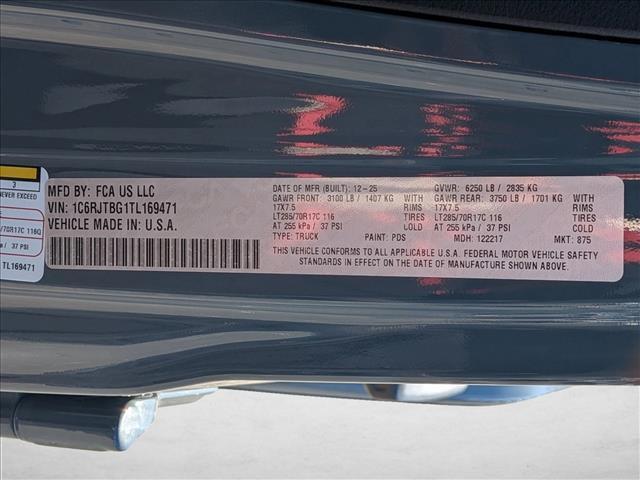 3
NEVER EXCEED
/70R17C 116Q
/ 37 PSI
TL169471
MFD BY: FCA US LLC
VIN: 1C6RJTBG1TL169471
VEHICLE MADE IN: U.S.A.
DATE OF MFR (BUILT): 12-25 GVWR: 6250 LB / 2835 KG
GAWR FRONT: 3100 LB / 1407 KG WITH GAWR REAR: 3750 LB / 1701 KG WITH
17X7.5 RIMS 17X7.5 RIMS
LT285/70R17C 116 TIRES LT285/70R17C 116 TIRES
AT 255 kPa / 37 PSI COLD AT 255 kPa / 37 PSI COLD
TYPE: TRUCK PAINT: PDS MDH: 122217 MKT: 875
THIS VEHICLE CONFORMS TO ALL APPLICABLE U.S.A. FEDERAL MOTOR VEHICLE SAFETY
STANDARDS IN EFFECT ON THE DATE OF MANUFACTURE SHOWN ABOVE.